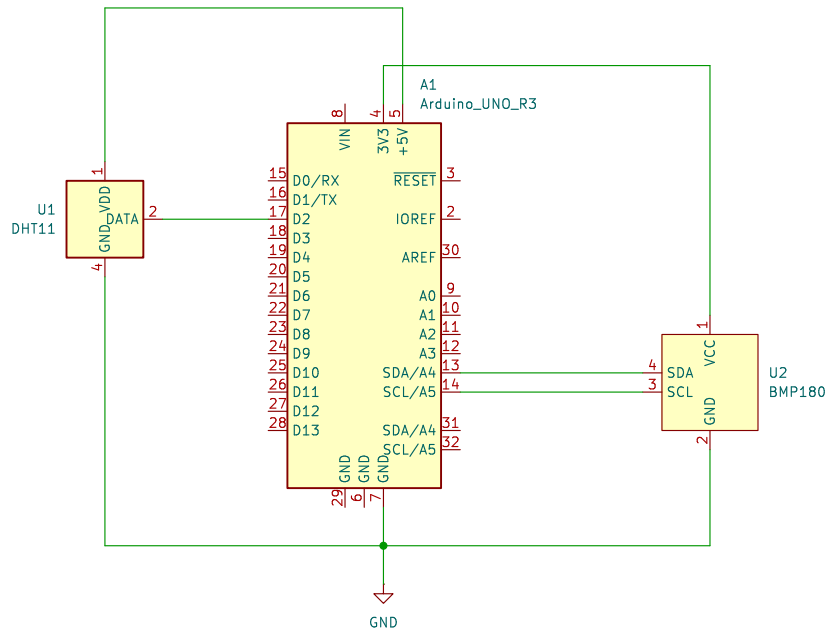 A1
Arduino_UNO_R3
8
4
5
VIN
3V3
+5V
15
D0/RX
RESET
3
16
D1/TX
17
D2
IOREF
2
18
D3
19
D4
AREF
30
20
D5
21
D6
A0
9
22
D7
A1
10
23
D8
A2
11
24
D9
A3
12
25
D10
SDA/A4
13
26
D11
SCL/A5
14
27
D12
28
D13
SDA/A4
31
SCL/A5
32
GND
GND
GND
29
6
7
U1
DHT11
1
VDD
DATA
2
GND
4
1
VCC
4
SDA
3
SCL
GND
2
U2
BMP180
GND